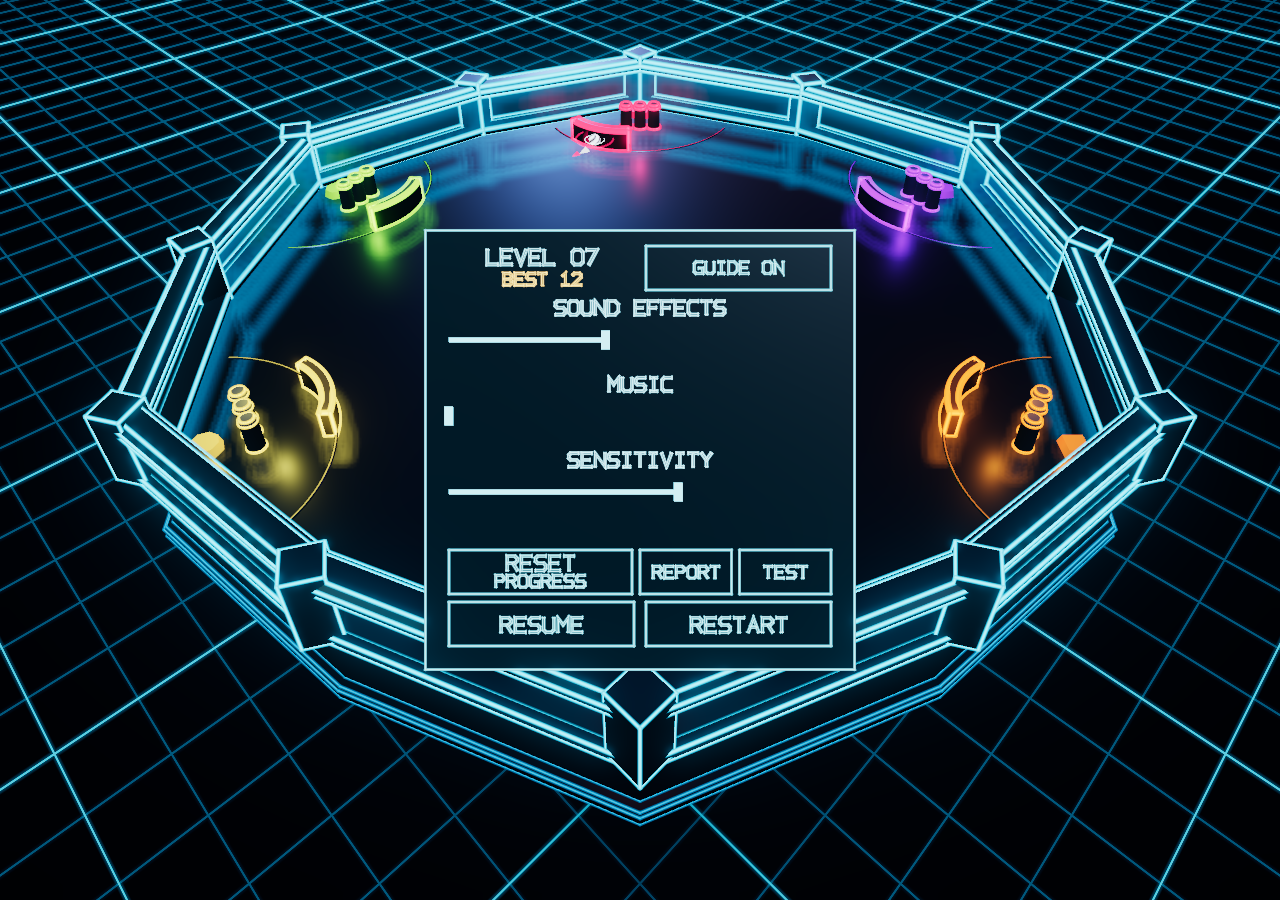 LEVEL 07
BEST 12
GUIDE ON
SOUND EFFECTS
MUSIC
SENSITIVITY
RESET
PROGRESS
REPORT
TEST
RESUME
RESTART